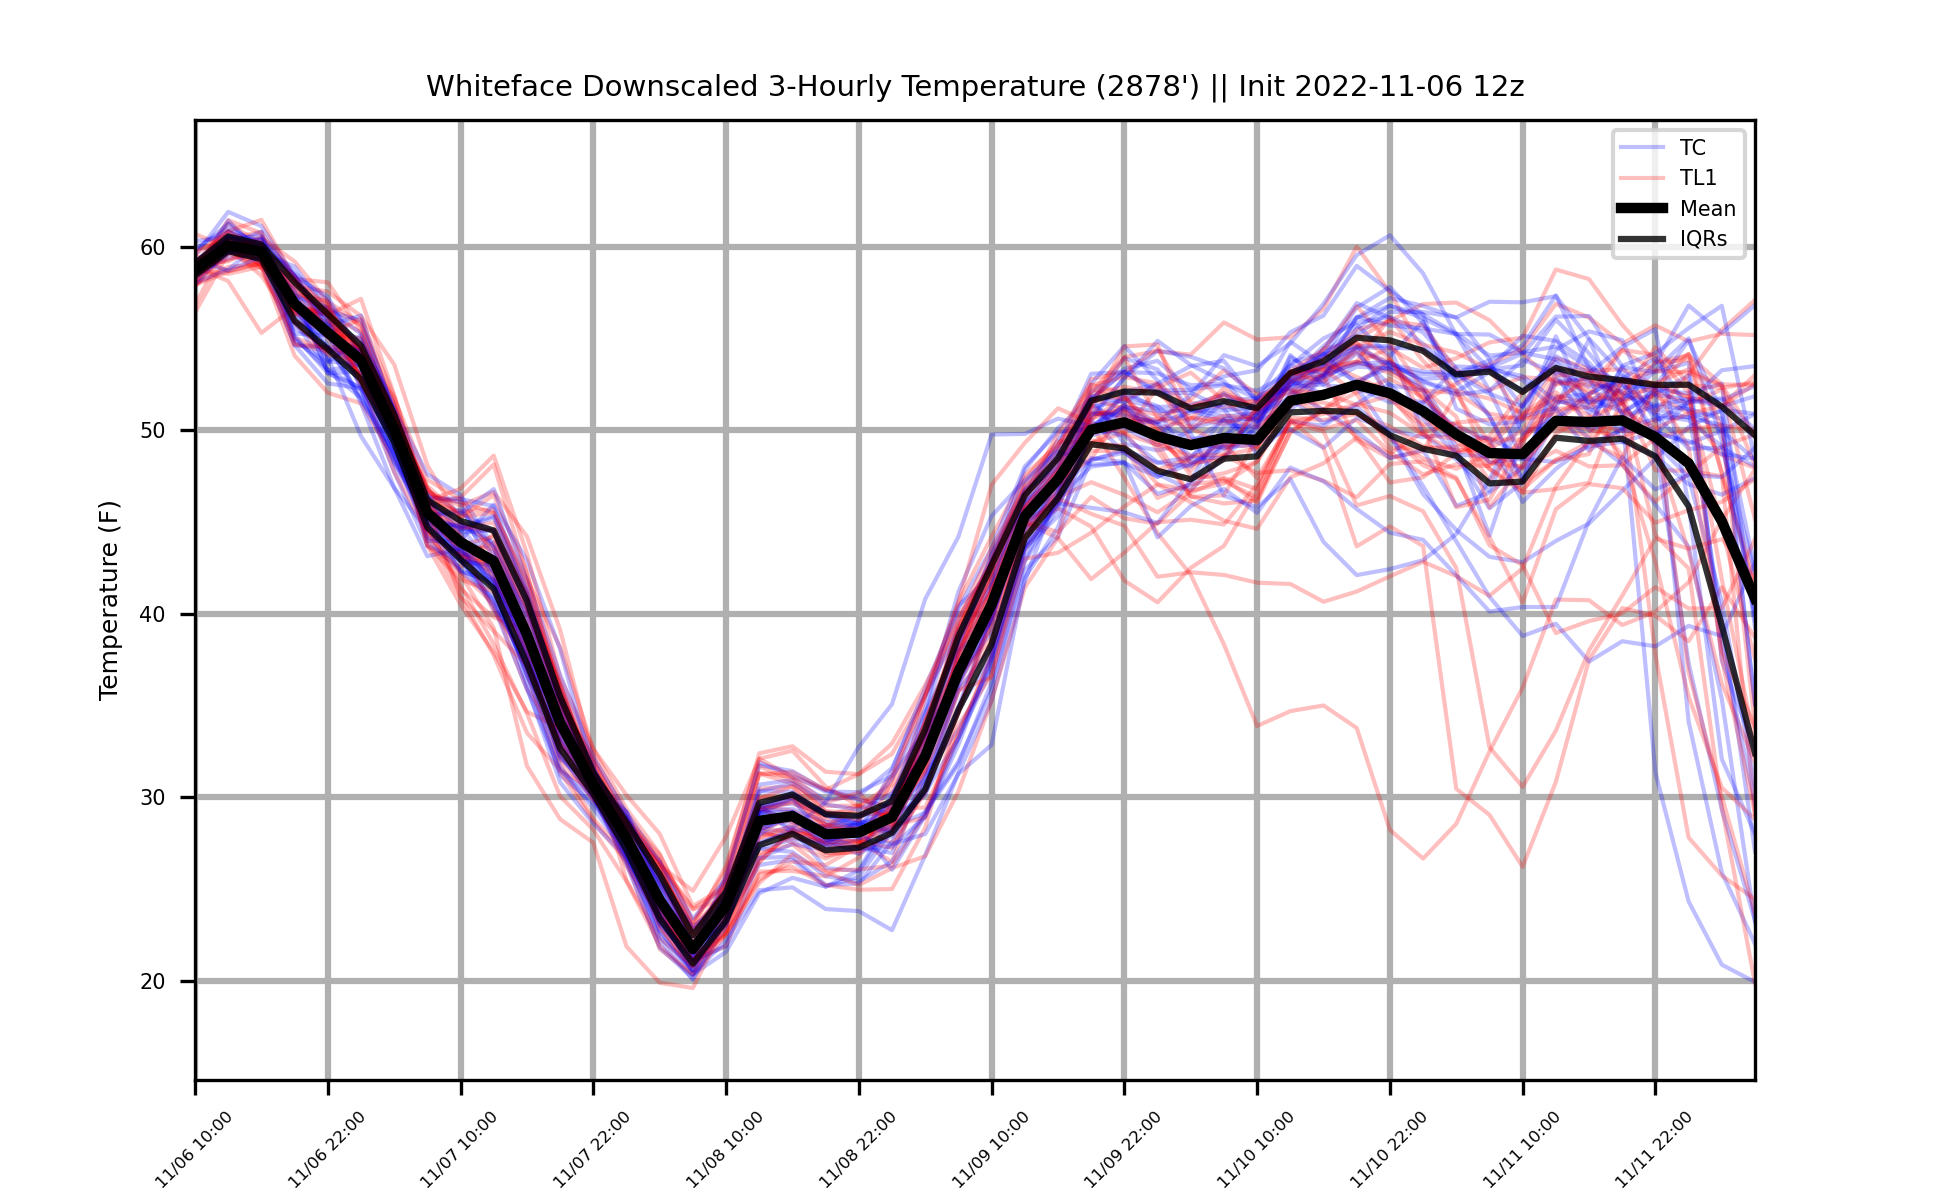 Whiteface Downscaled 3-Hourly Temperature (2878') || Init 2022-11-06 12z
TC
TL1
Mean
IQRs
Temperature (F)
60
50
40
30
20
11/06 10:00
11/06 22:00
11/07 10:00
11/07 22:00
11/08 10:00
11/08 22:00
11/09 10:00
11/09 22:00
11/10 10:00
11/10 22:00
11/11 10:00
11/11 22:00